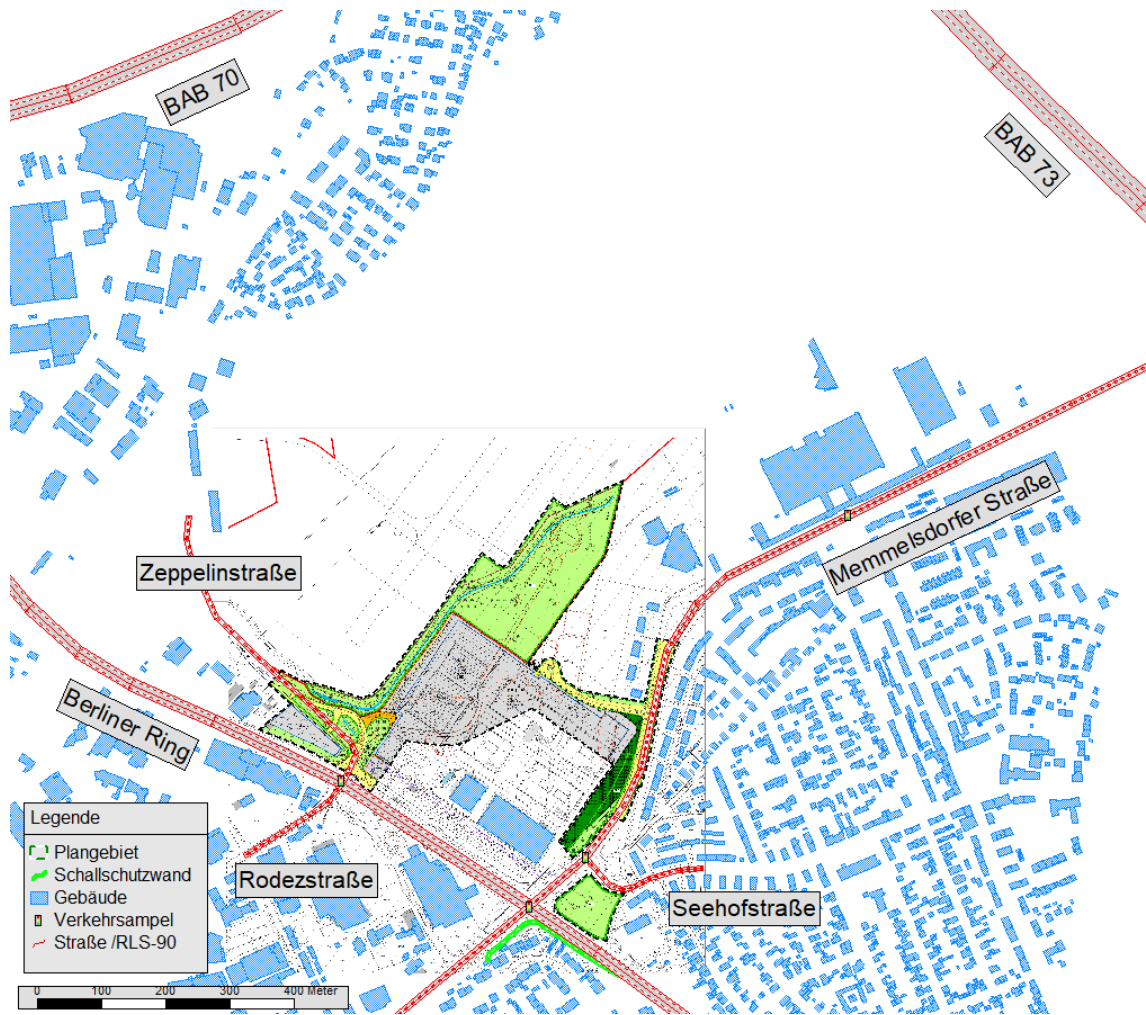 BAB 70
BAB 73
Memmelsdorfer Straße
Zeppelinstraße
Berliner Ring
Rodezstraße
Seehofstraße
Legende
Plangebiet
Schallschutzwand
Gebäude
Verkehrsampel
Straße /RLS-90
0 100 200 300 400 Meter